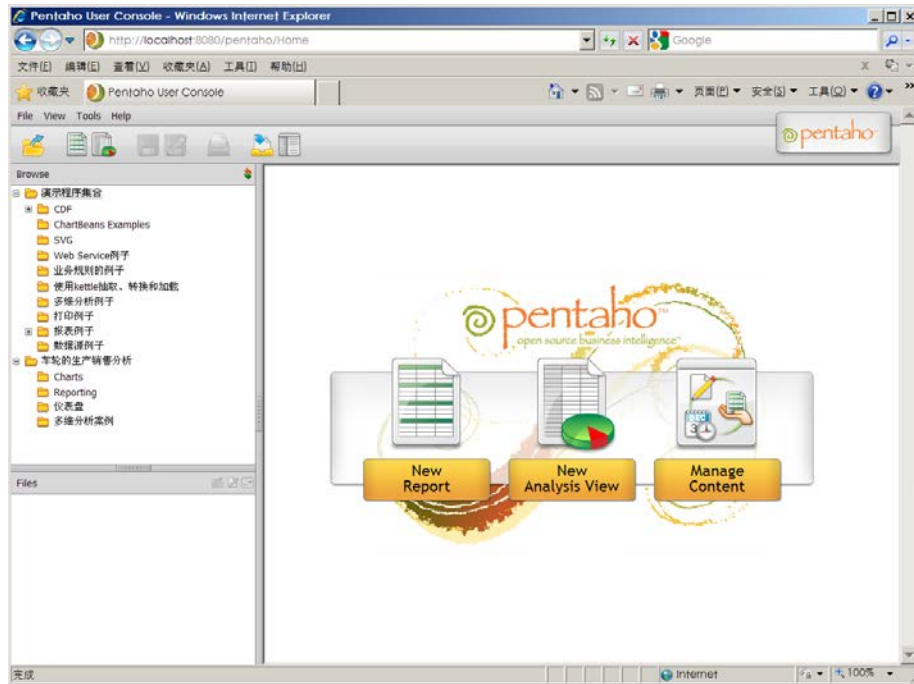 Pentaho User Console - Windows Internet Explorer
http://localhost:8080/pentaho/Home
Google
文件(F) 编辑(E) 查看(V) 收藏夹(A) 工具(T) 帮助(H)
收藏夹
Pentaho User Console
页面(P) 安全(S) 工具(O)
File View Tools Help
pentaho
Browse
演示程序集合
CDF
ChartBeans Examples
SVG
Web Service例子
业务规则的例子
使用kettle抽取、转换和加载
多维分析例子
打印例子
报表例子
数据源例子
车轮的生产销售分析
Charts
Reporting
仪表盘
多维分析案例
pentaho™
open source business intelligence™
DEC
3
New
Report
New
Analysis View
Manage
Content
Files
完成
Internet
100%